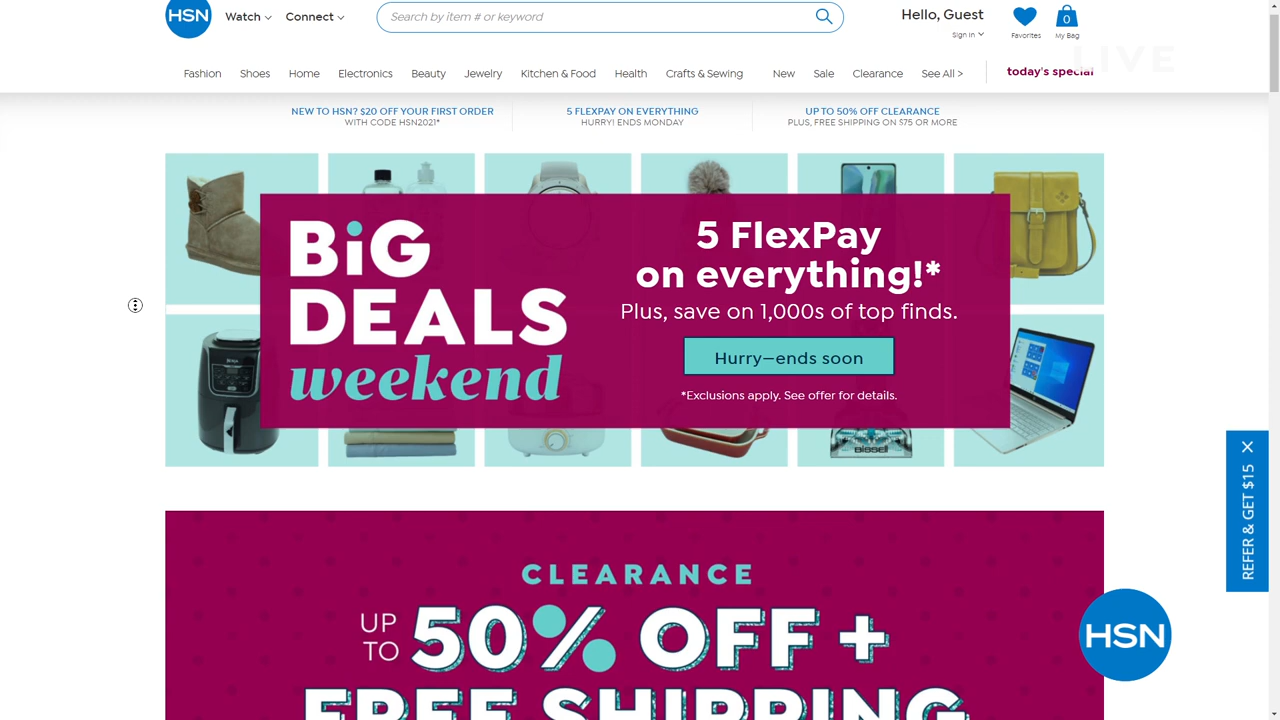 HSN
Watch
Connect
Search by item # or keyword
Hello, Guest
Sign In
Favorites
0
My Bag
LIVE
Fashion
Shoes
Home
Electronics
Beauty
Jewelry
Kitchen & Food
Health
Crafts & Sewing
New
Sale
Clearance
See All >
today's special
NEW TO HSN? $20 OFF YOUR FIRST ORDER
WITH CODE HSN2021*
5 FLEXPAY ON EVERYTHING
HURRY! ENDS MONDAY
UP TO 50% OFF CLEARANCE
PLUS, FREE SHIPPING ON $75 OR MORE
BiG
DEALS
weekend
5 FlexPay
on everything!*
Plus, save on 1,000s of top finds.
Hurry—ends soon
*Exclusions apply. See offer for details.
BISSELL
REFER & GET $15
CLEARANCE
UP TO
50% OFF +
FREE SHIPPING
HSN